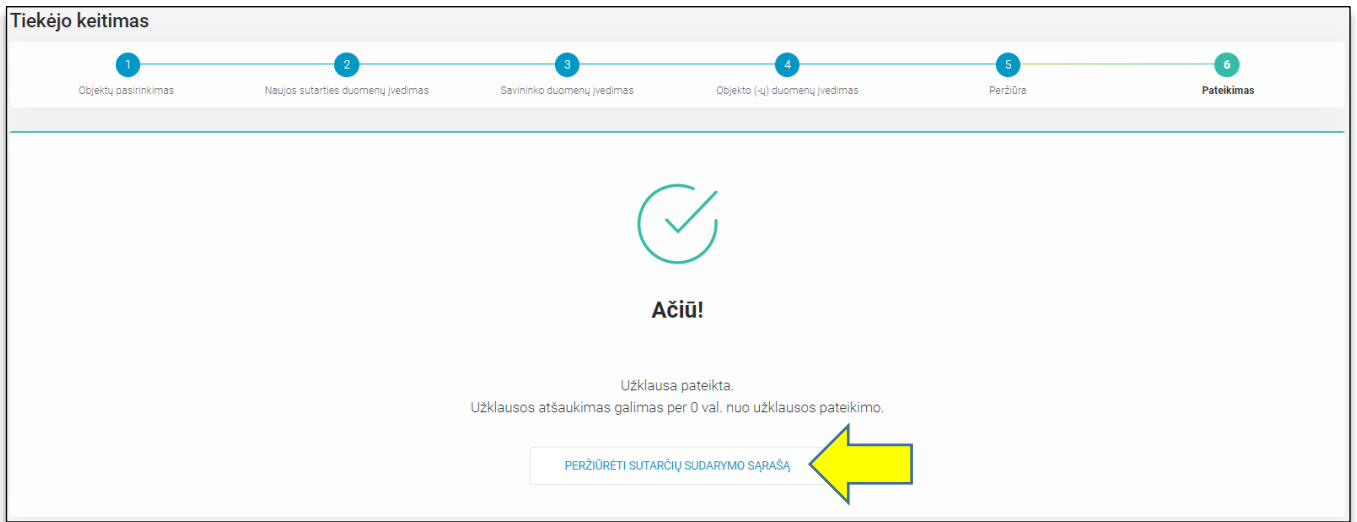 Tiekėjo keitimas
1 2 3 4 5 6
Objektų pasirinkimas Naujos sutarties duomenų įvedimas Savininko duomenų įvedimas Objekto (-ų) duomenų įvedimas Peržiūra Pateikimas
Ačiū!
Užklausa pateikta.
Užklausos atšaukimas galimas per 0 val. nuo užklausos pateikimo.
PERŽIŪRĖTI SUTARČIŲ SUDARYMO SĄRAŠĄ